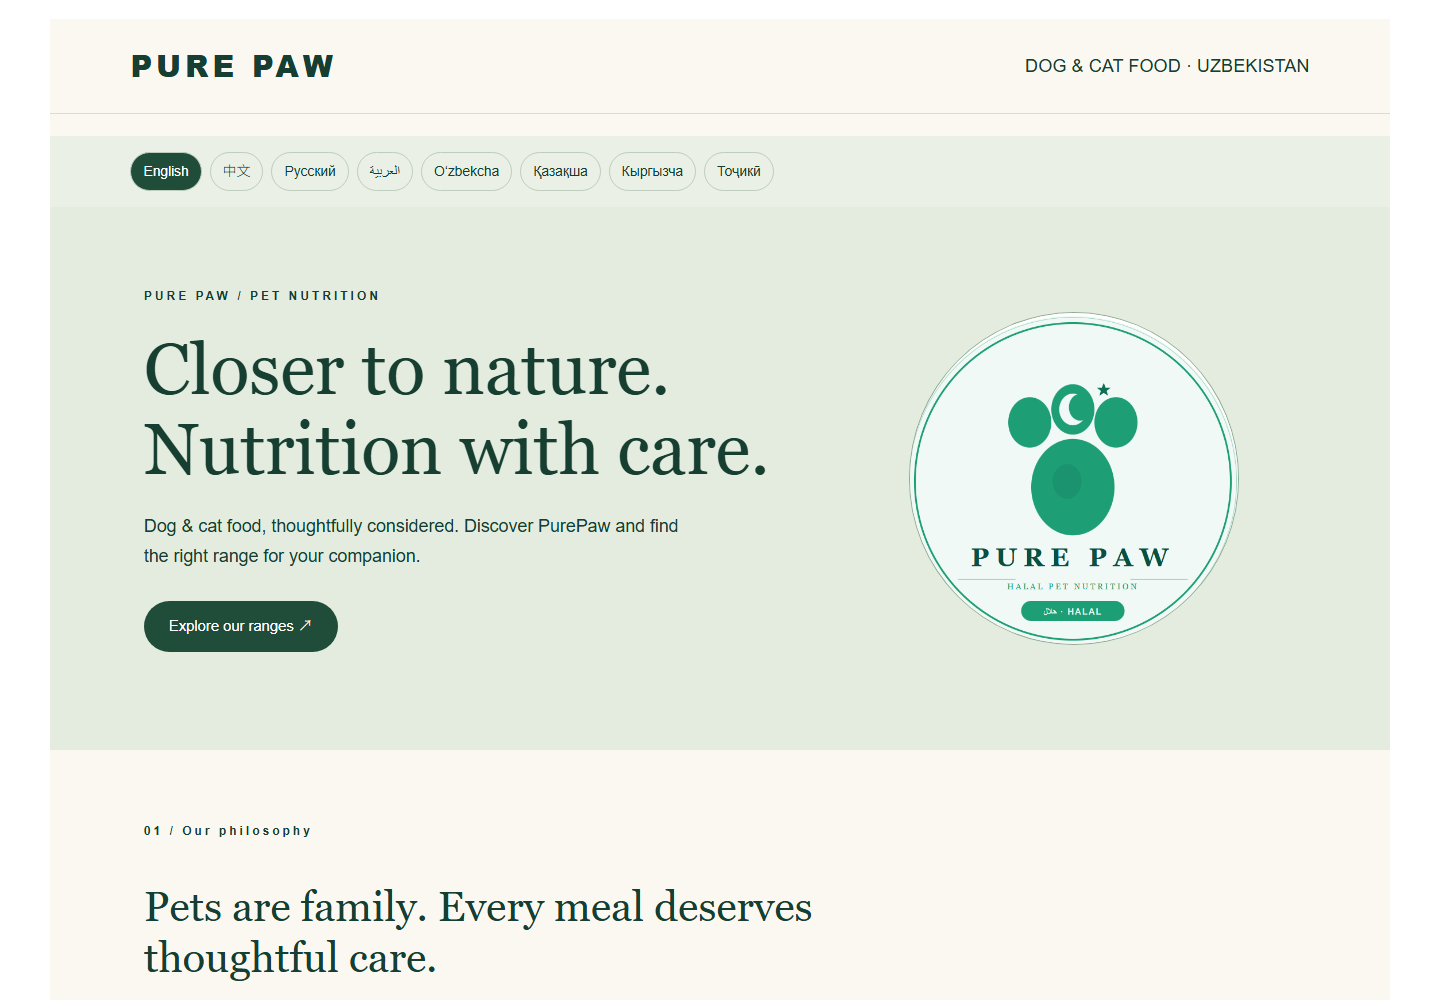 PURE PAW
DOG & CAT FOOD · UZBEKISTAN
English
中文
Русский
العربية
O‘zbekcha
Қазақша
Кыргызча
Тоҷикӣ
PURE PAW / PET NUTRITION
Closer to nature.
Nutrition with care.
Dog & cat food, thoughtfully considered. Discover PurePaw and find
the right range for your companion.
Explore our ranges ↗
PURE PAW
HALAL PET NUTRITION
حلال · HALAL
01 / Our philosophy
Pets are family. Every meal deserves
thoughtful care.